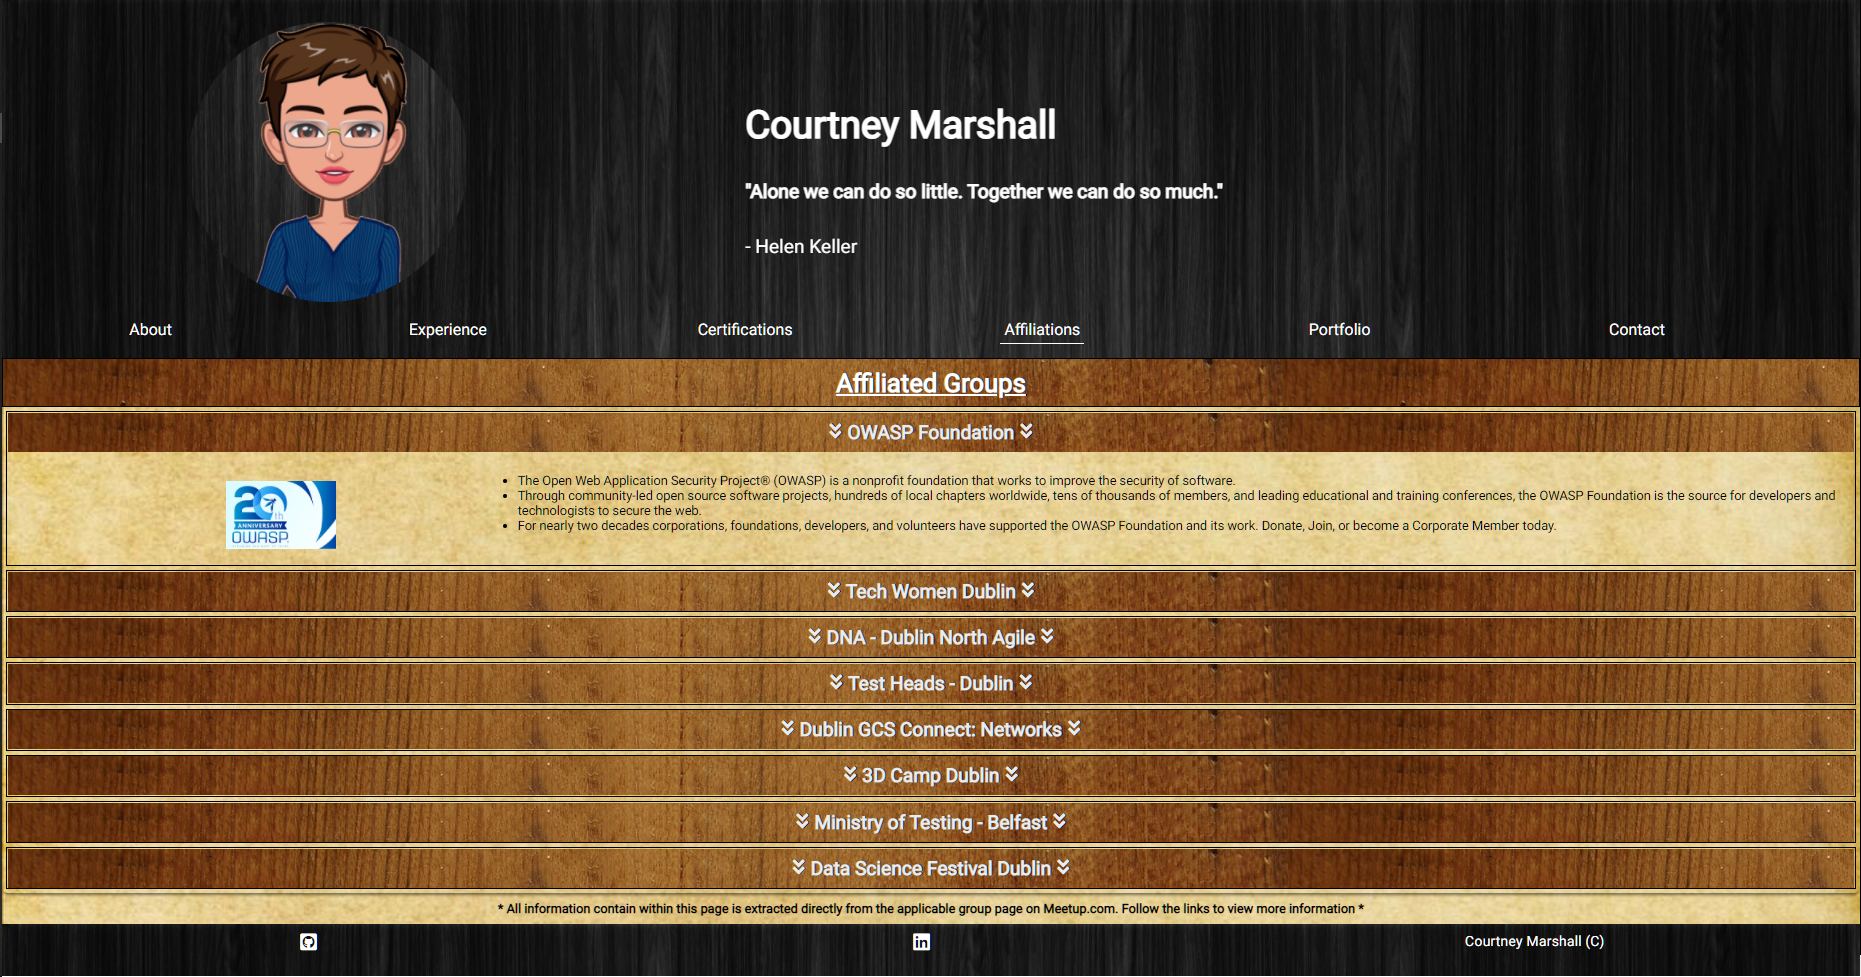 Courtney Marshall
"Alone we can do so little. Together we can do so much."
- Helen Keller
About Experience Certifications Affiliations Portfolio Contact
Affiliated Groups
OWASP Foundation
20th
ANNIVERSARY
OWASP
The Open Web Application Security Project® (OWASP) is a nonprofit foundation that works to improve the security of software.
Through community-led open source software projects, hundreds of local chapters worldwide, tens of thousands of members, and leading educational and training conferences, the OWASP Foundation is the source for developers and
technologists to secure the web.
For nearly two decades corporations, foundations, developers, and volunteers have supported the OWASP Foundation and its work. Donate, Join, or become a Corporate Member today.
Tech Women Dublin
DNA - Dublin North Agile
Test Heads - Dublin
Dublin GCS Connect: Networks
3D Camp Dublin
Ministry of Testing - Belfast
Data Science Festival Dublin
* All information contain within this page is extracted directly from the applicable group page on Meetup.com. Follow the links to view more information *
in
Courtney Marshall (C)